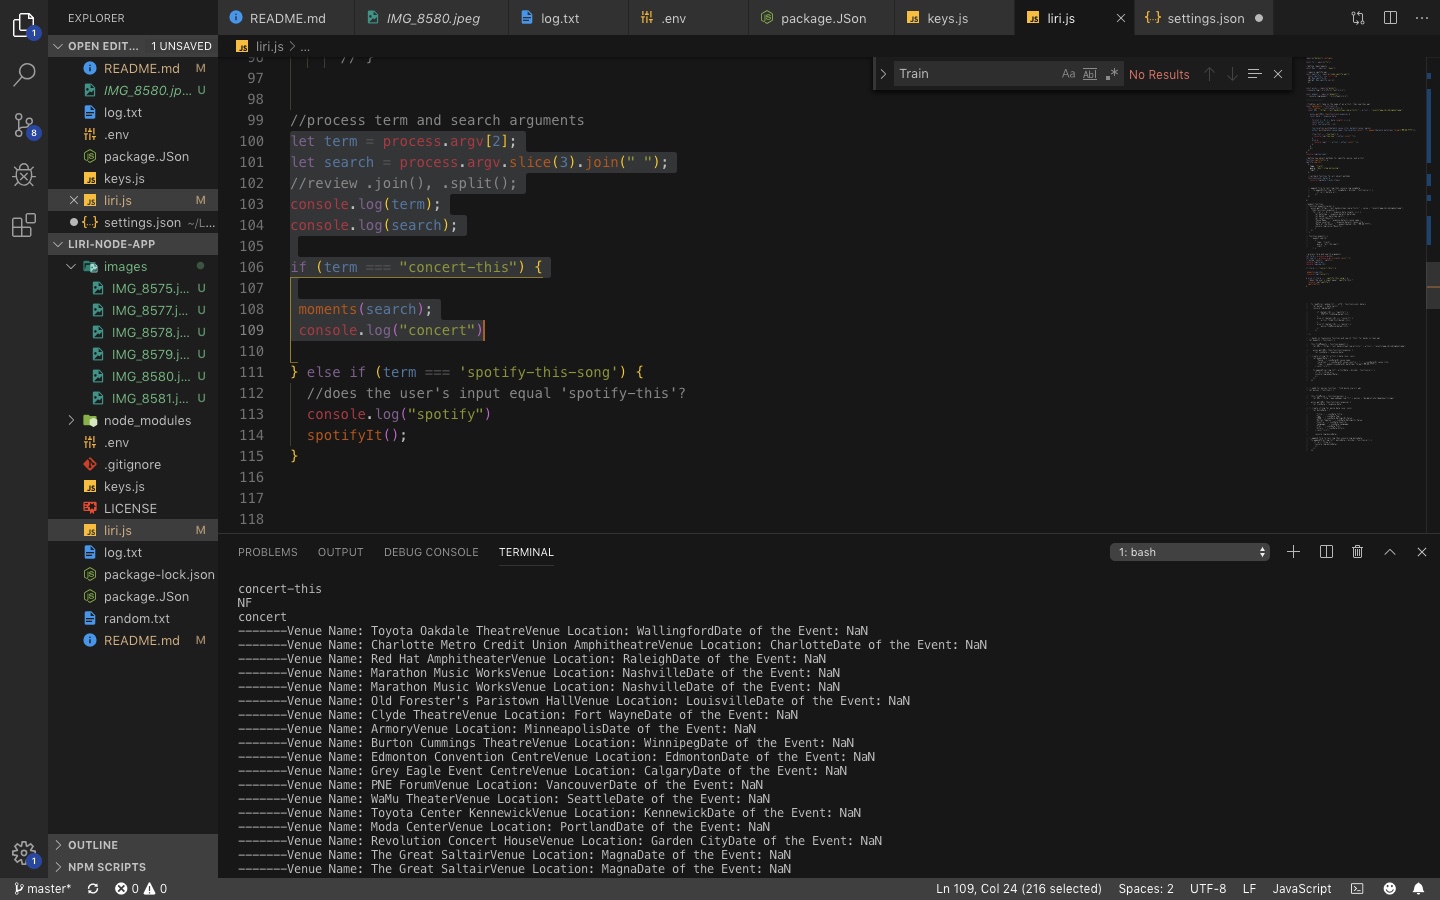 EXPLORER
README.md
IMG_8580.jpeg
log.txt
.env
package.JSon
keys.js
liri.js
settings.json
OPEN EDIT... 1 UNSAVED
README.md M
IMG_8580.jp... U
log.txt
.env
package.JSon
keys.js
liri.js M
settings.json ~/L...
LIRI-NODE-APP
images
IMG_8575.j... U
IMG_8577.j... U
IMG_8578.j... U
IMG_8579.j... U
IMG_8580.j... U
IMG_8581.j... U
node_modules
.env
.gitignore
keys.js
LICENSE
liri.js M
log.txt
package-lock.json
package.JSon
random.txt
README.md M
OUTLINE
NPM SCRIPTS
1
8
1
liri.js > ...
Train
Aa Abl .* No Results
96 // }
97
98
99 //process term and search arguments
100 let term = process.argv[2];
101 let search = process.argv.slice(3).join(" ");
102 //review .join(), .split();
103 console.log(term);
104 console.log(search);
105
106 if (term === "concert-this") {
107
108 moments(search);
109 console.log("concert")
110
111 } else if (term === 'spotify-this-song') {
112 //does the user's input equal 'spotify-this'?
113 console.log("spotify")
114 spotifyIt();
115 }
116
117
118
PROBLEMS OUTPUT DEBUG CONSOLE TERMINAL
1: bash
concert-this
NF
concert
-------Venue Name: Toyota Oakdale TheatreVenue Location: WallingfordDate of the Event: NaN
-------Venue Name: Charlotte Metro Credit Union AmphitheatreVenue Location: CharlotteDate of the Event: NaN
-------Venue Name: Red Hat AmphitheaterVenue Location: RaleighDate of the Event: NaN
-------Venue Name: Marathon Music WorksVenue Location: NashvilleDate of the Event: NaN
-------Venue Name: Marathon Music WorksVenue Location: NashvilleDate of the Event: NaN
-------Venue Name: Old Forester's Paristown HallVenue Location: LouisvilleDate of the Event: NaN
-------Venue Name: Clyde TheatreVenue Location: Fort WayneDate of the Event: NaN
-------Venue Name: ArmoryVenue Location: MinneapolisDate of the Event: NaN
-------Venue Name: Burton Cummings TheatreVenue Location: WinnipegDate of the Event: NaN
-------Venue Name: Edmonton Convention CentreVenue Location: EdmontonDate of the Event: NaN
-------Venue Name: Grey Eagle Event CentreVenue Location: CalgaryDate of the Event: NaN
-------Venue Name: PNE ForumVenue Location: VancouverDate of the Event: NaN
-------Venue Name: WaMu TheaterVenue Location: SeattleDate of the Event: NaN
-------Venue Name: Toyota Center KennewickVenue Location: KennewickDate of the Event: NaN
-------Venue Name: Moda CenterVenue Location: PortlandDate of the Event: NaN
-------Venue Name: Revolution Concert HouseVenue Location: Garden CityDate of the Event: NaN
-------Venue Name: The Great SaltairVenue Location: MagnaDate of the Event: NaN
-------Venue Name: The Great SaltairVenue Location: MagnaDate of the Event: NaN
master* 0 0 Ln 109, Col 24 (216 selected) Spaces: 2 UTF-8 LF JavaScript